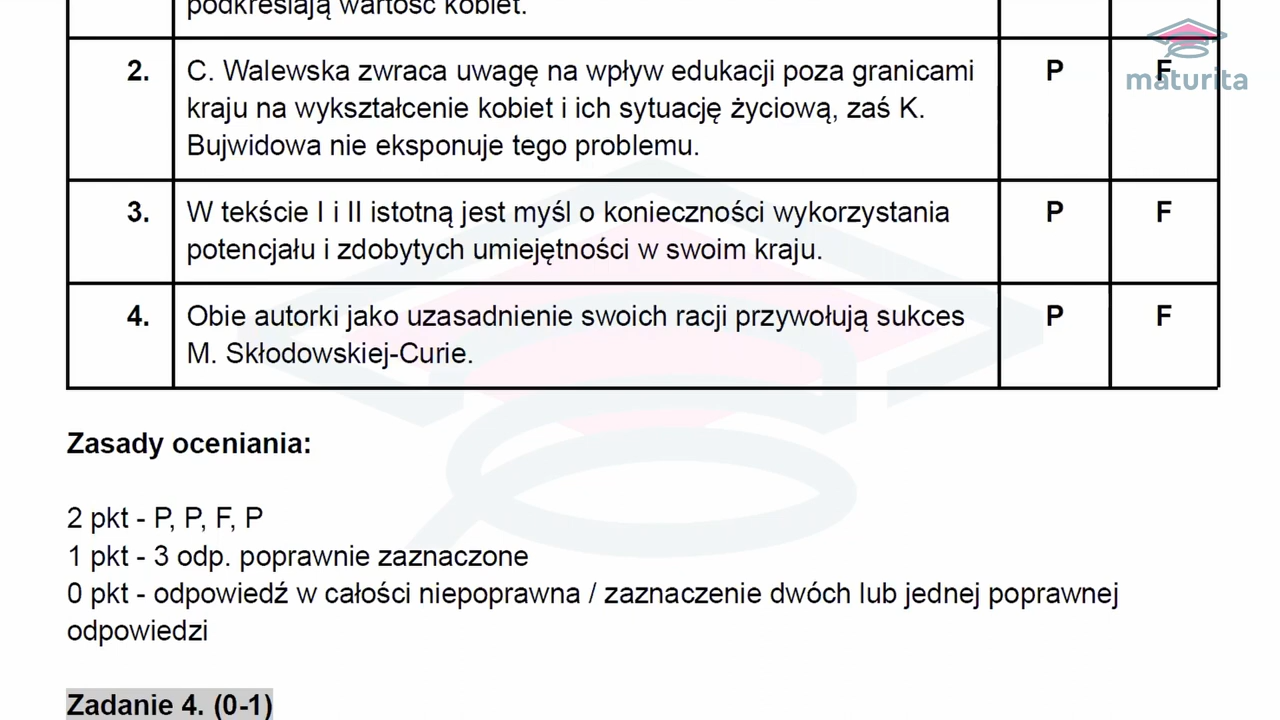 podkreślają wartość kobiet.
2. C. Walewska zwraca uwagę na wpływ edukacji poza granicami P F
kraju na wykształcenie kobiet i ich sytuację życiową, zaś K.
Bujwidowa nie eksponuje tego problemu.
maturita
3. W tekście I i II istotną jest myśl o konieczności wykorzystania P F
potencjału i zdobytych umiejętności w swoim kraju.
4. Obie autorki jako uzasadnienie swoich racji przywołują sukces P F
M. Skłodowskiej-Curie.
Zasady oceniania:
2 pkt - P, P, F, P
1 pkt - 3 odp. poprawnie zaznaczone
0 pkt - odpowiedź w całości niepoprawna / zaznaczenie dwóch lub jednej poprawnej
odpowiedzi
Zadanie 4. (0-1)